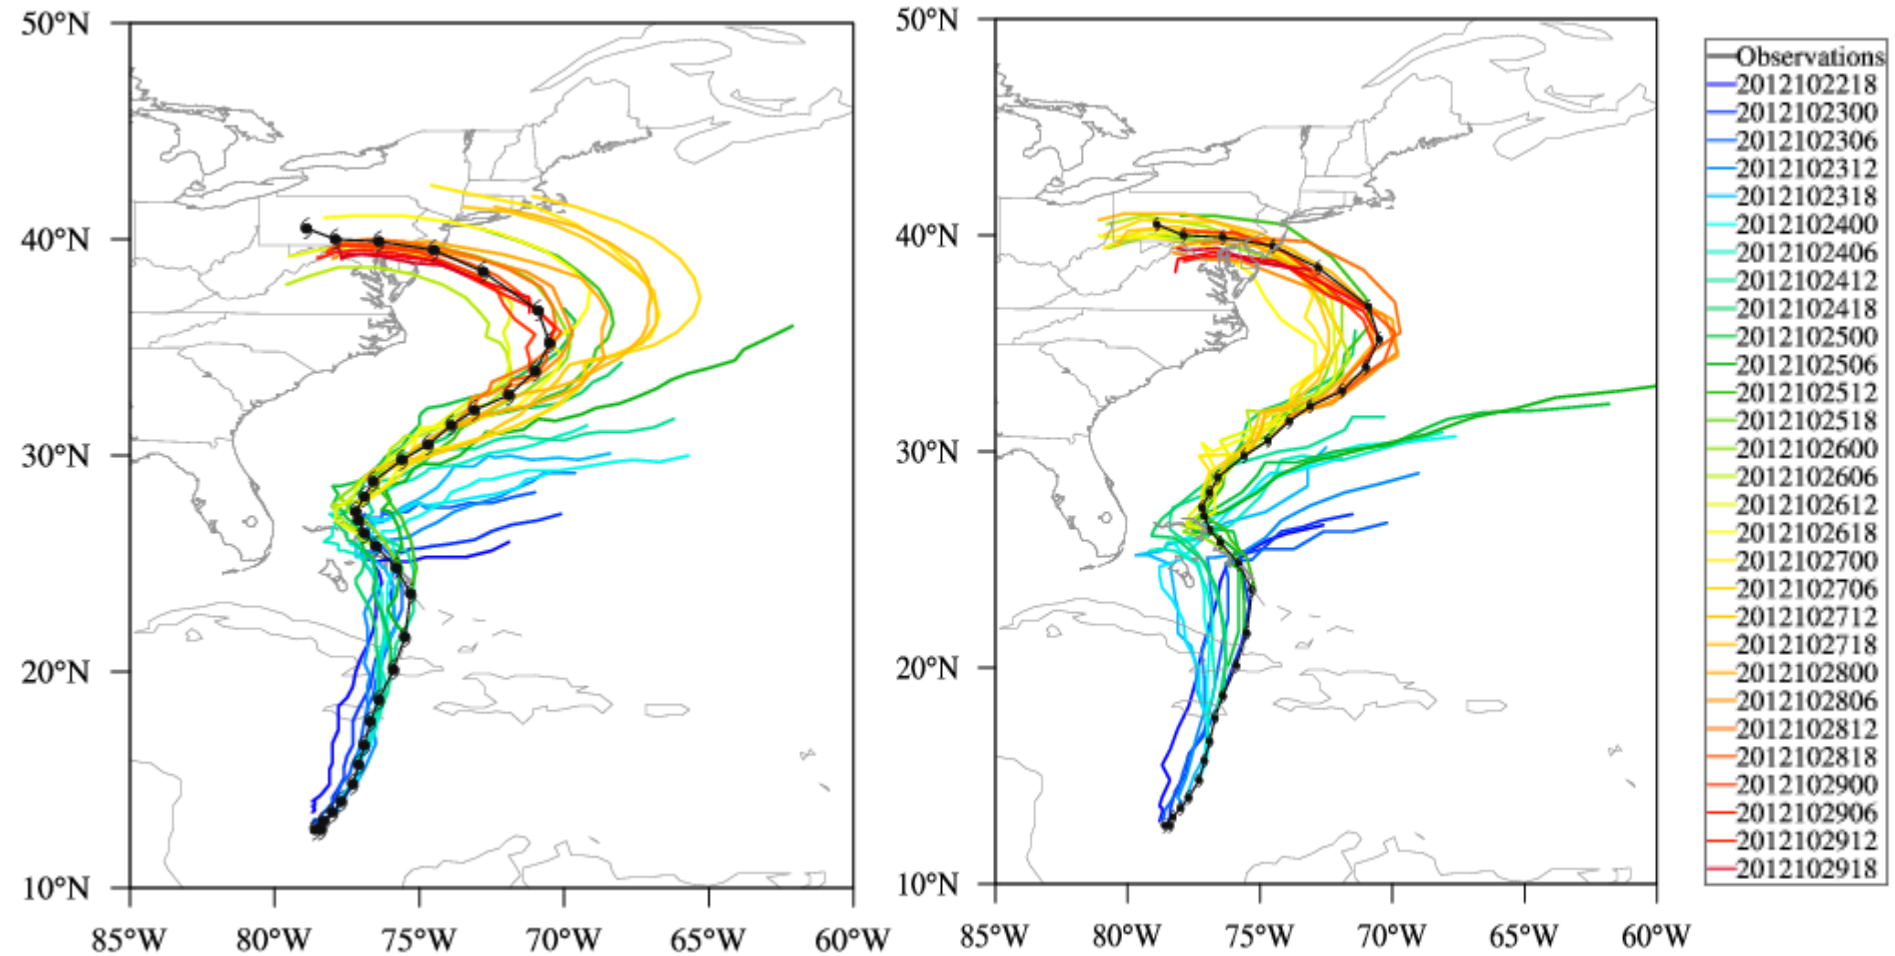 50°N
40°N
30°N
20°N
10°N
85°W 80°W 75°W 70°W 65°W 60°W
50°N
40°N
30°N
20°N
10°N
85°W 80°W 75°W 70°W 65°W 60°W
Observations
2012102218
2012102300
2012102306
2012102312
2012102318
2012102400
2012102406
2012102412
2012102418
2012102500
2012102506
2012102512
2012102518
2012102600
2012102606
2012102612
2012102618
2012102700
2012102706
2012102712
2012102718
2012102800
2012102806
2012102812
2012102818
2012102900
2012102906
2012102912
2012102918